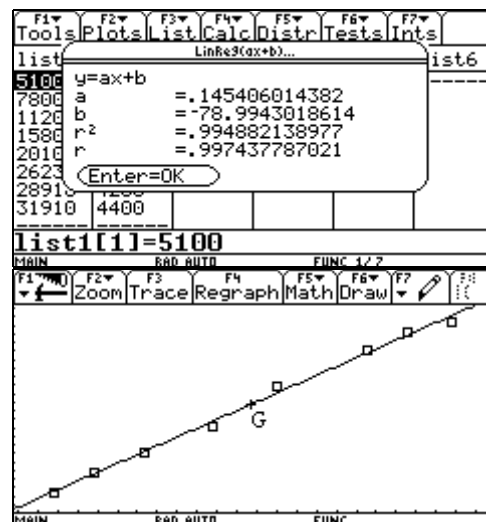 F1▾ F2▾ F3▾ F4▾ F5▾ F6▾ F7▾
Tools Plots List Calc Distr Tests Ints
LinReg(ax+b)...
list ist6
5100 y=ax+b
7800 a =.145406014382
1120 b =-78.9943018614
1580 r² =.994882138977
2010 r =.997437787021
2623 Enter=OK
31910 4400
list1[1]=5100
MAIN RAD AUTO FUNC 1/7
F1 F2▾ F3 F4 F5▾ F6▾ F7
Zoom Trace Regraph Math Draw
G
MAIN RAD AUTO FUNC